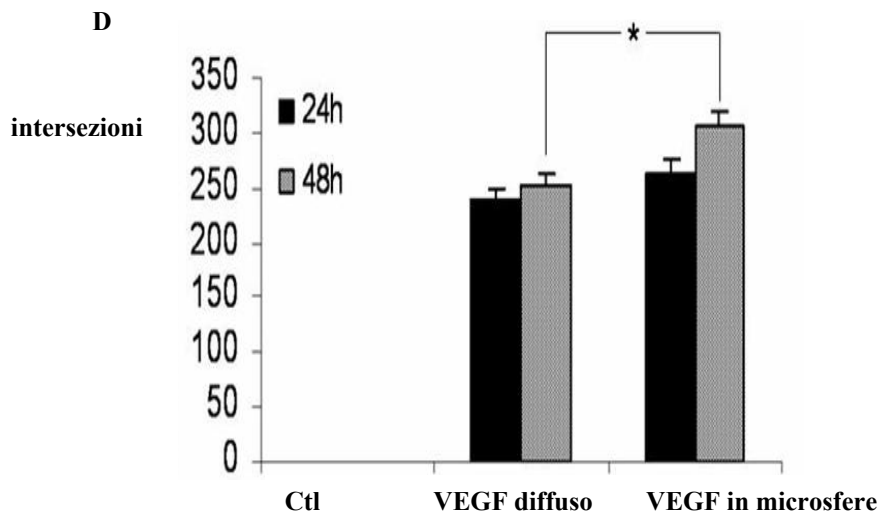 D
*
350
300
250
200
150
100
50
0
intersezioni
24h
48h
Ctl VEGF diffuso VEGF in microsfere